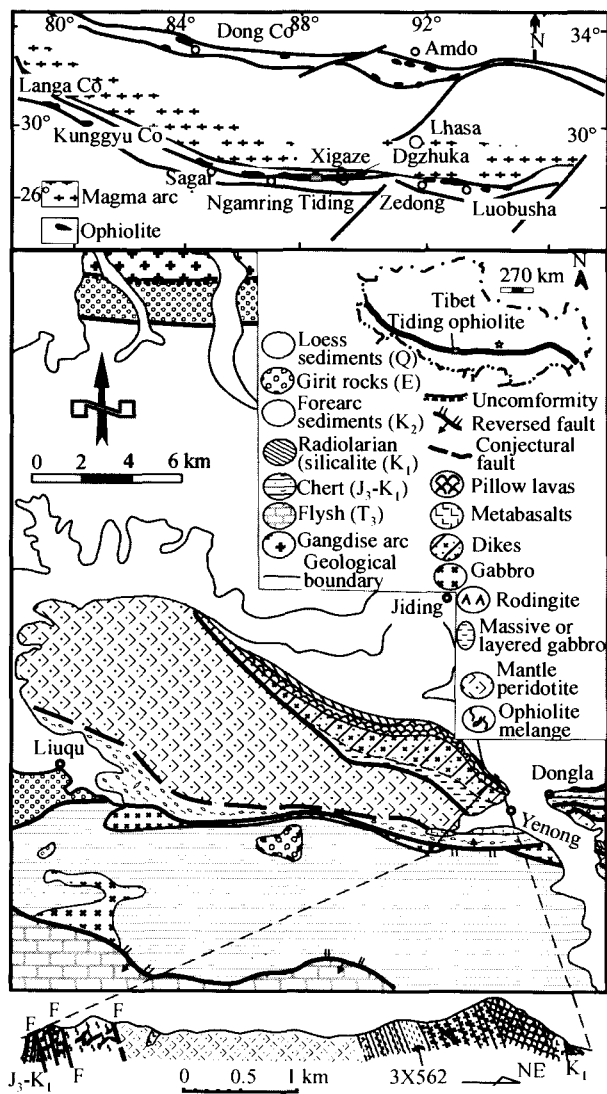 80° 84° 88 92° 34°
Dong Co
Amdo
N
Langa Co
30°
Kunggyu Co
Lhasa
30°
Xigaze Dgzhuka
Sagar
26°
Magma arc
Ngamring Tiding
Zedong
Luobusha
Ophiolite
N
270 km
Tibet
Tiding ophiolite
Loess
sediments (Q)
Girit rocks (E)
Forearc
sediments (K₂)
Radiolarian
(silicalite (K₁)
Chert (J₃-K₁)
Flysh (T₃)
Gangdise arc
Geological
boundary
Uncomformity
Reversed fault
Conjectural
fault
Pillow lavas
Metabasalts
Dikes
Gabbro
Rodingite
Massive or
layered gabbro
Mantle
peridotite
Ophiolite
melange
0 2 4 6 km
Jiding
Liuqu
Dongla
Yenong
F F F
F
J₃-K₁
0 0.5 1 km
3X562
NE
K₁